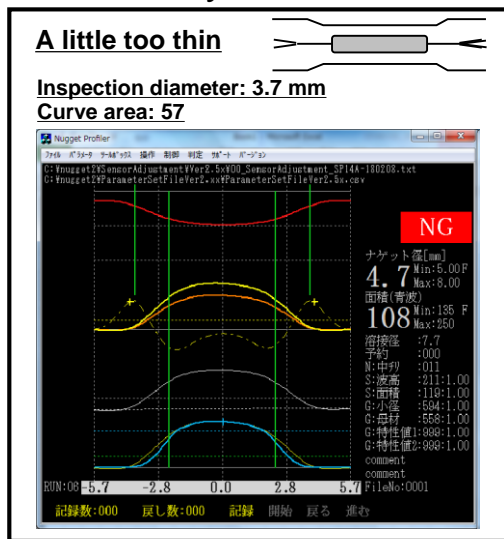 A little too thin
Inspection diameter: 3.7 mm
Curve area: 57
Nugget Profiler
ﾌｧｲﾙ ﾊﾟﾗﾒｰﾀ ﾂｰﾙﾎﾞｯｸｽ 操作 制御 判定 ｻﾎﾟｰﾄ ﾊﾞｰｼﾞｮﾝ
C:¥nugget2¥SensorAdjustment¥Ver2.5x¥00_SensorAdjustment_SP14A-180208.txt
C:¥nugget2¥ParameterSetFileVer2.xx¥ParameterSetFileVer2.5x.csv
NG
ナゲット径[mm]
4.7 Min:5.00 F
Max:8.00
面積(青波)
108 Min:135 F
Max:250
溶接径 :7.7
予約 :000
N:中ﾁﾘ :011
S:波高 :211:1.00
S:面積 :119:1.00
G:小径 :594:1.00
G:母材 :558:1.00
G:特性値1:999:1.00
G:特性値2:999:1.00
comment
comment
FileNo:0001
RUN:06 -5.7 -2.8 0.0 2.8 5.7
記録数:000 戻し数:000 記録 開始 戻る 進む